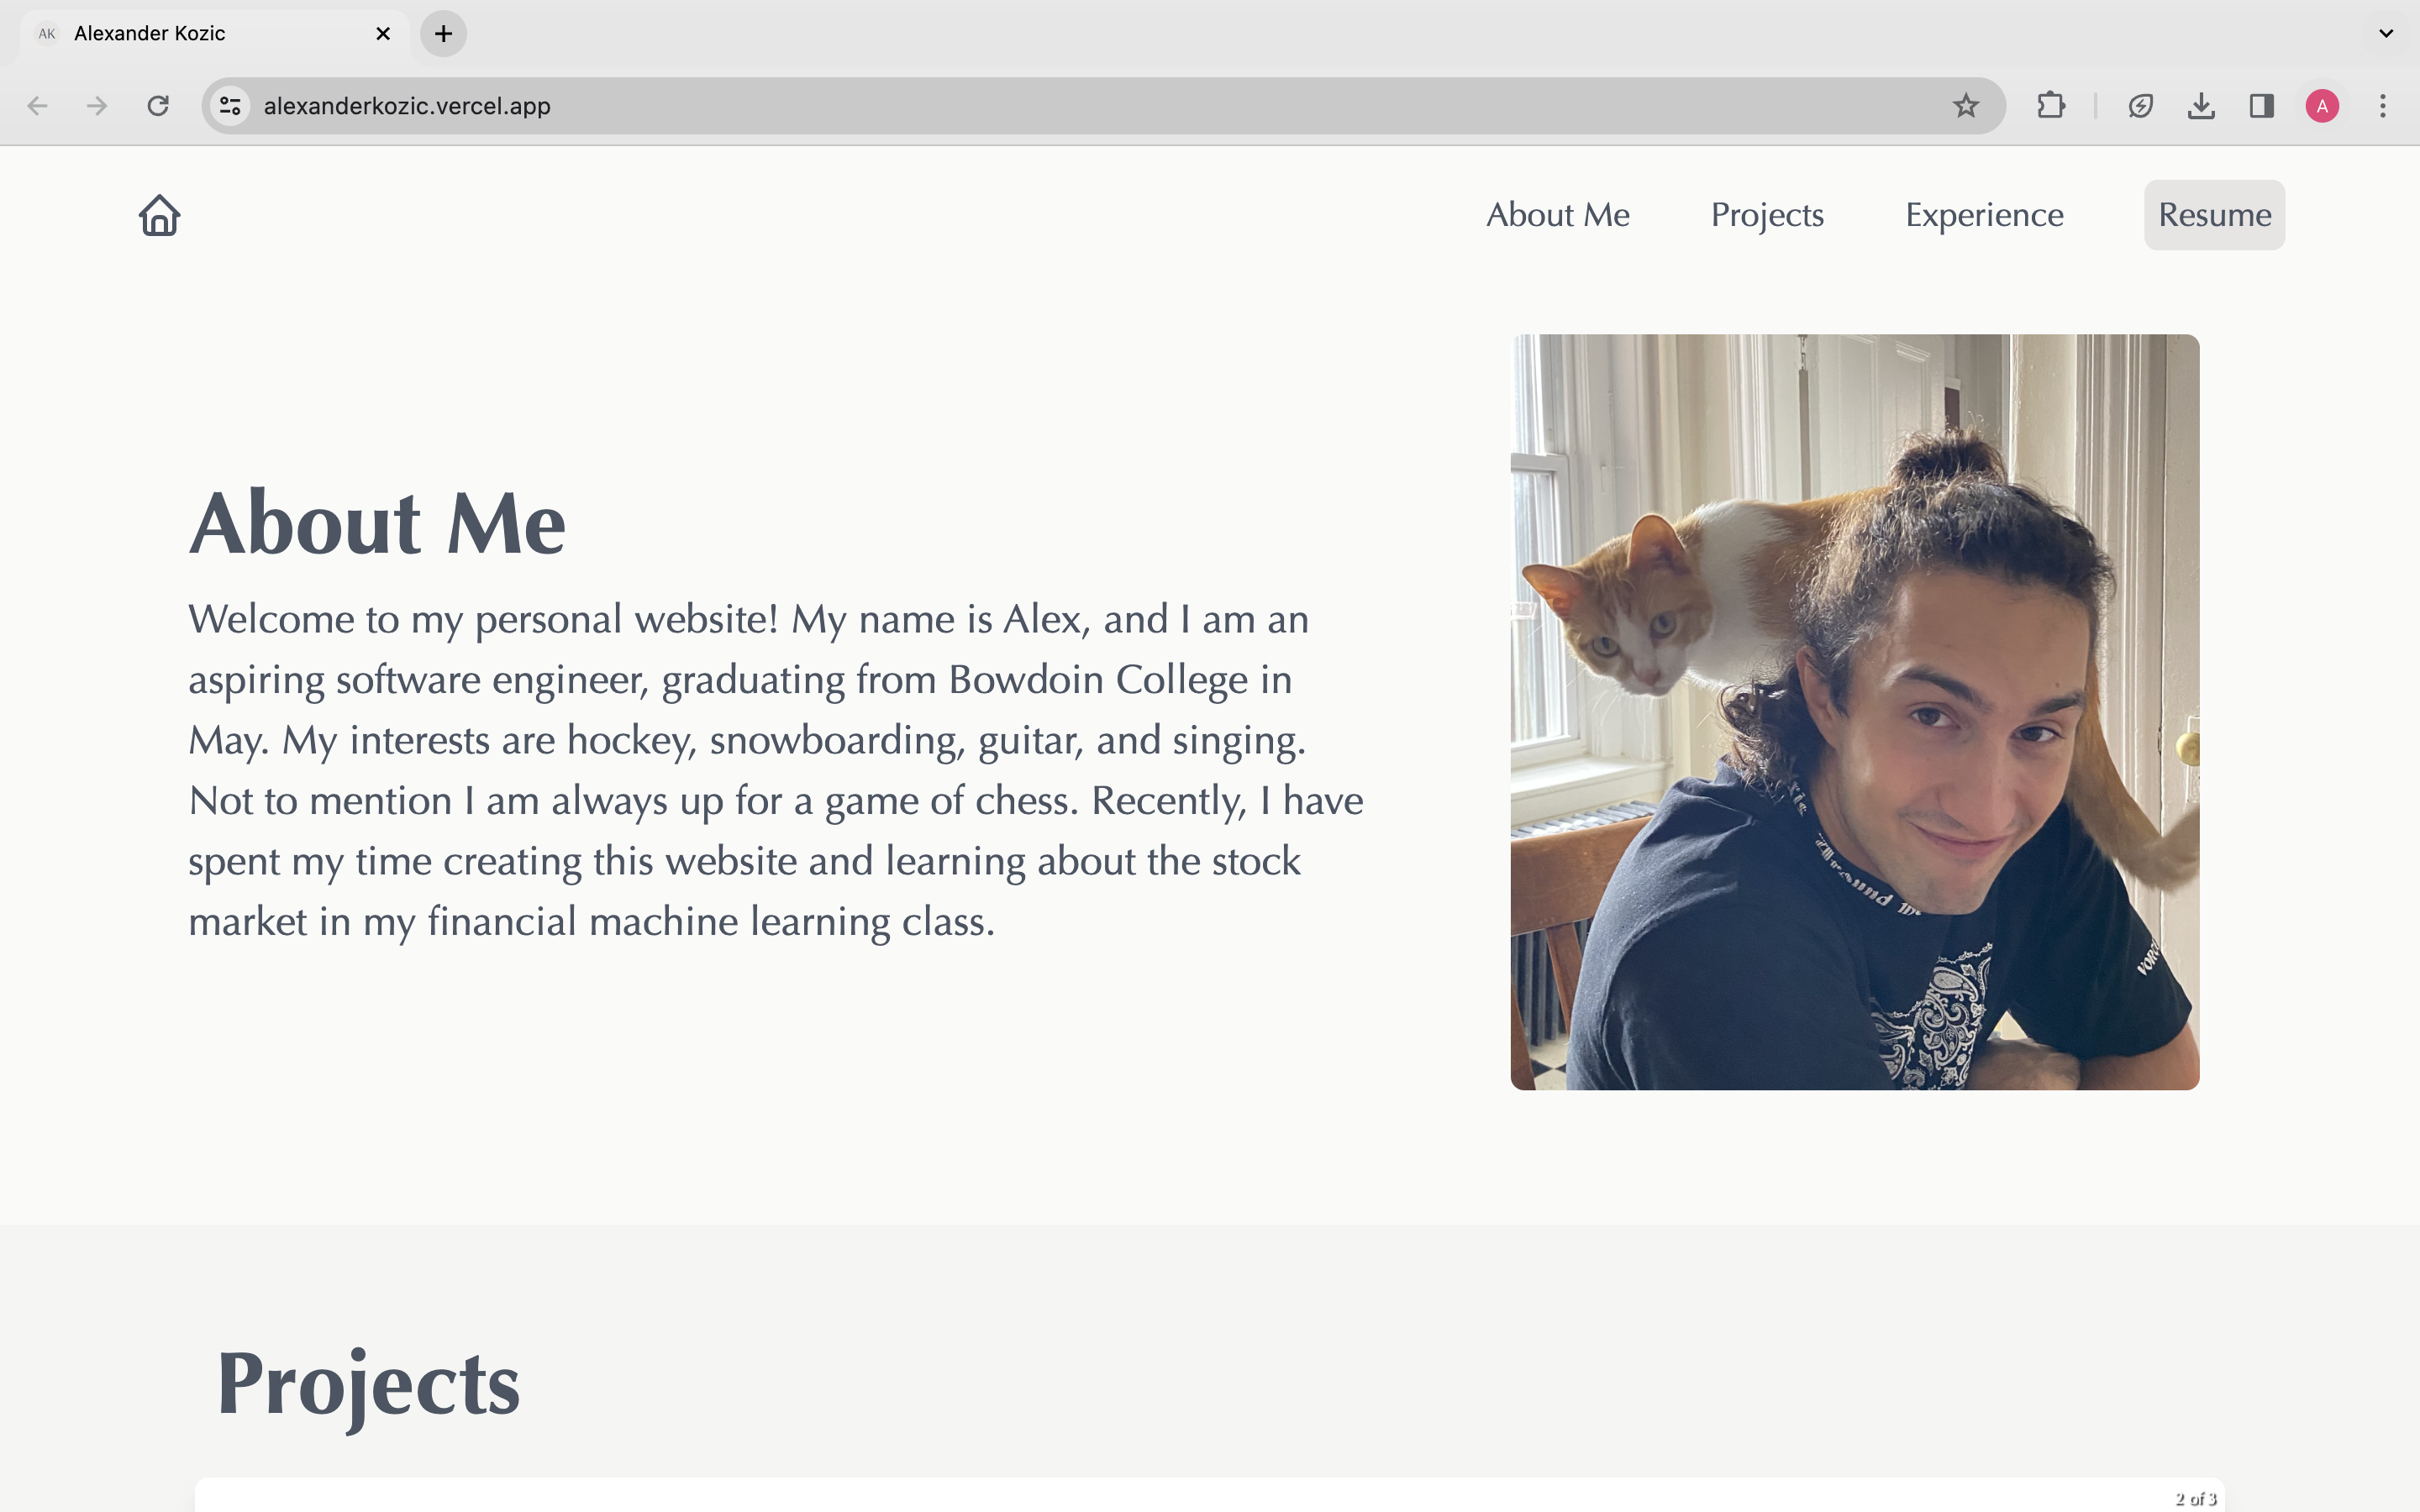 AK Alexander Kozic
alexanderkozic.vercel.app
A
About Me Projects Experience Resume
About Me
Welcome to my personal website! My name is Alex, and I am an
aspiring software engineer, graduating from Bowdoin College in
May. My interests are hockey, snowboarding, guitar, and singing.
Not to mention I am always up for a game of chess. Recently, I have
spent my time creating this website and learning about the stock
market in my financial machine learning class.
Projects
2 of 3